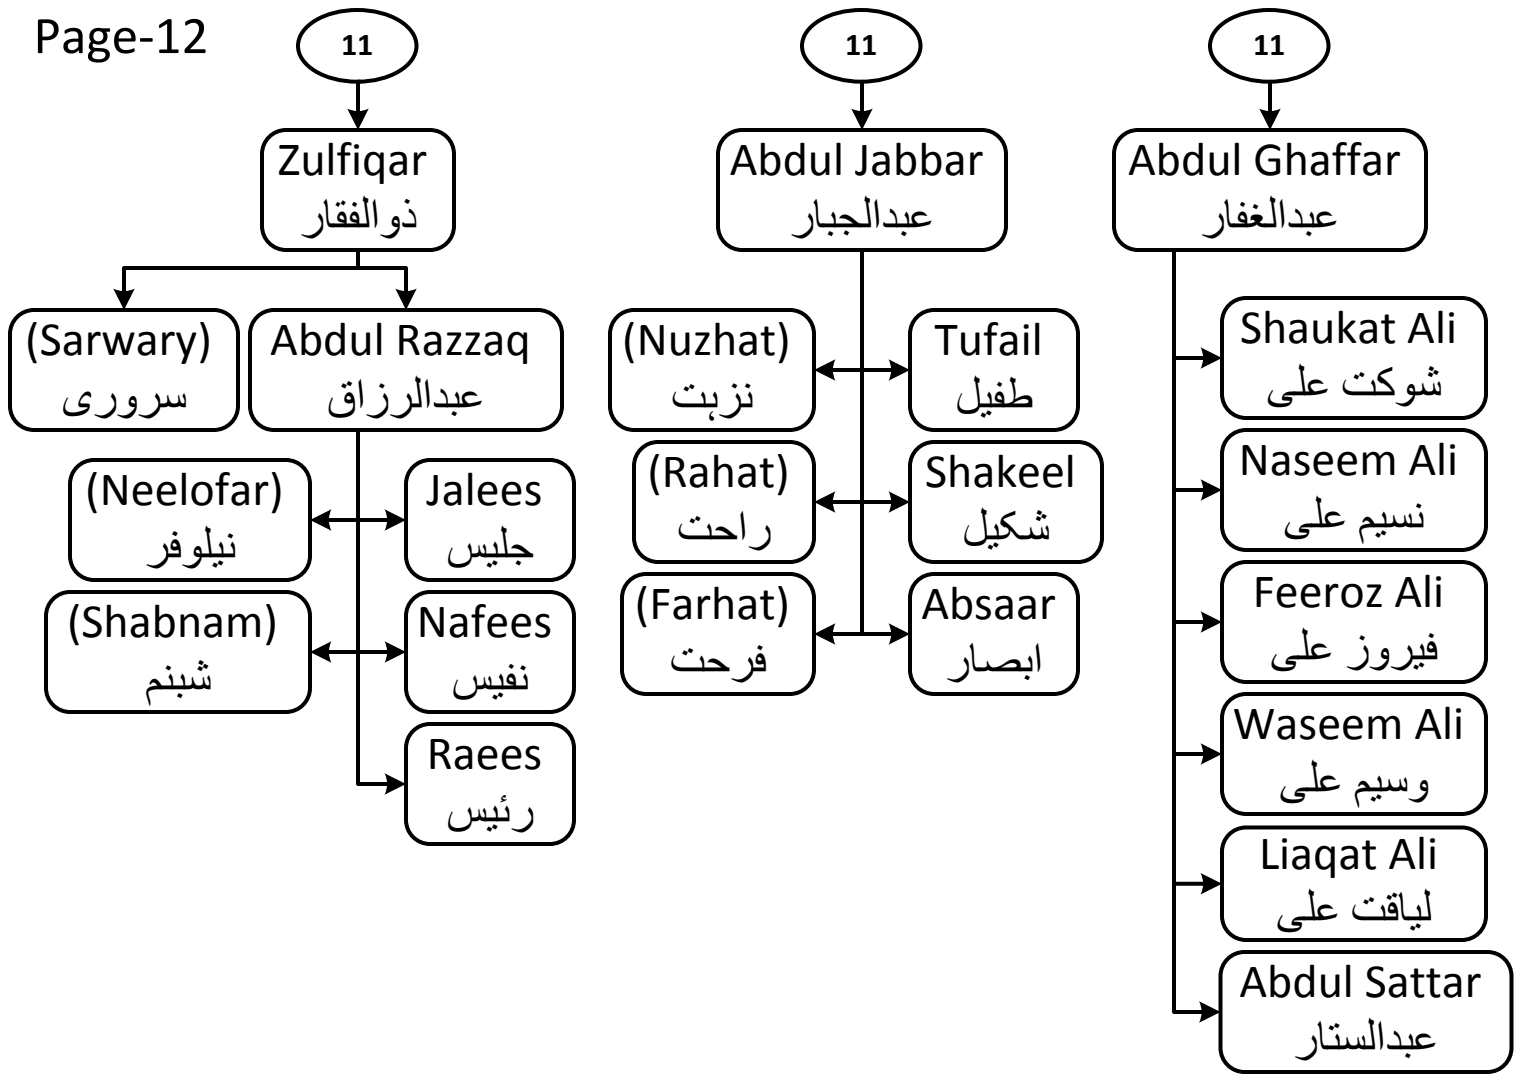 Page-12
11
11
11
Zulfiqar
ذوالفقار
Abdul Jabbar
عبدالجبار
Abdul Ghaffar
عبدالغفار
(Sarwary)
سروری
Abdul Razzaq
عبدالرزاق
(Neelofar)
نیلوفر
Jalees
جلیس
(Shabnam)
شبنم
Nafees
نفیس
Raees
رئیس
(Nuzhat)
نزہت
Tufail
طفیل
(Rahat)
راحت
Shakeel
شکیل
(Farhat)
فرحت
Absaar
ابصار
Shaukat Ali
شوکت علی
Naseem Ali
نسیم علی
Feeroz Ali
فیروز علی
Waseem Ali
وسیم علی
Liaqat Ali
لیاقت علی
Abdul Sattar
عبدالستار